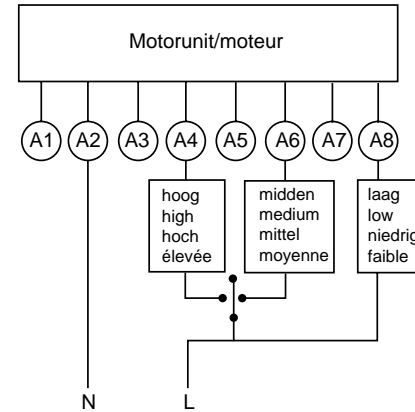 Motorunit/moteur
A1 A2 A3 A4 A5 A6 A7 A8
hoog
high
hoch
élevée
midden
medium
mittel
moyenne
laag
low
niedrig
faible
N L